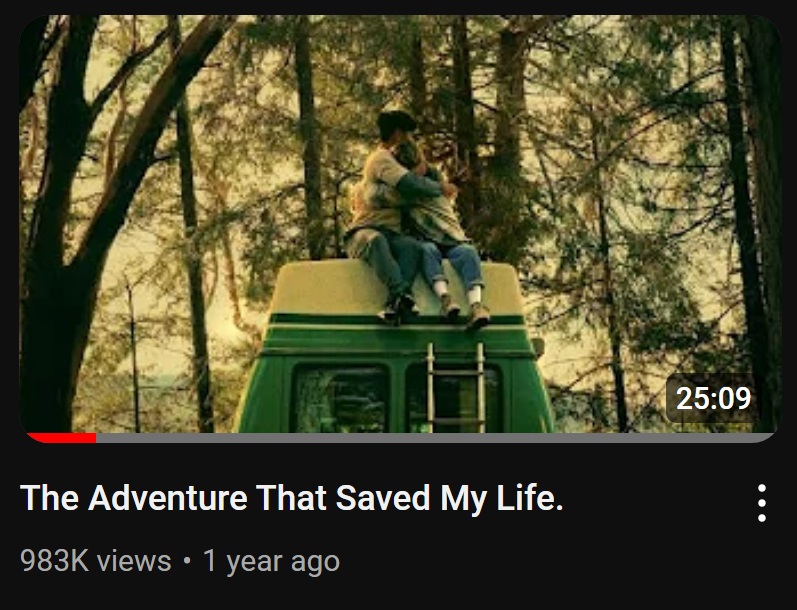 25:09
The Adventure That Saved My Life.
983K views • 1 year ago